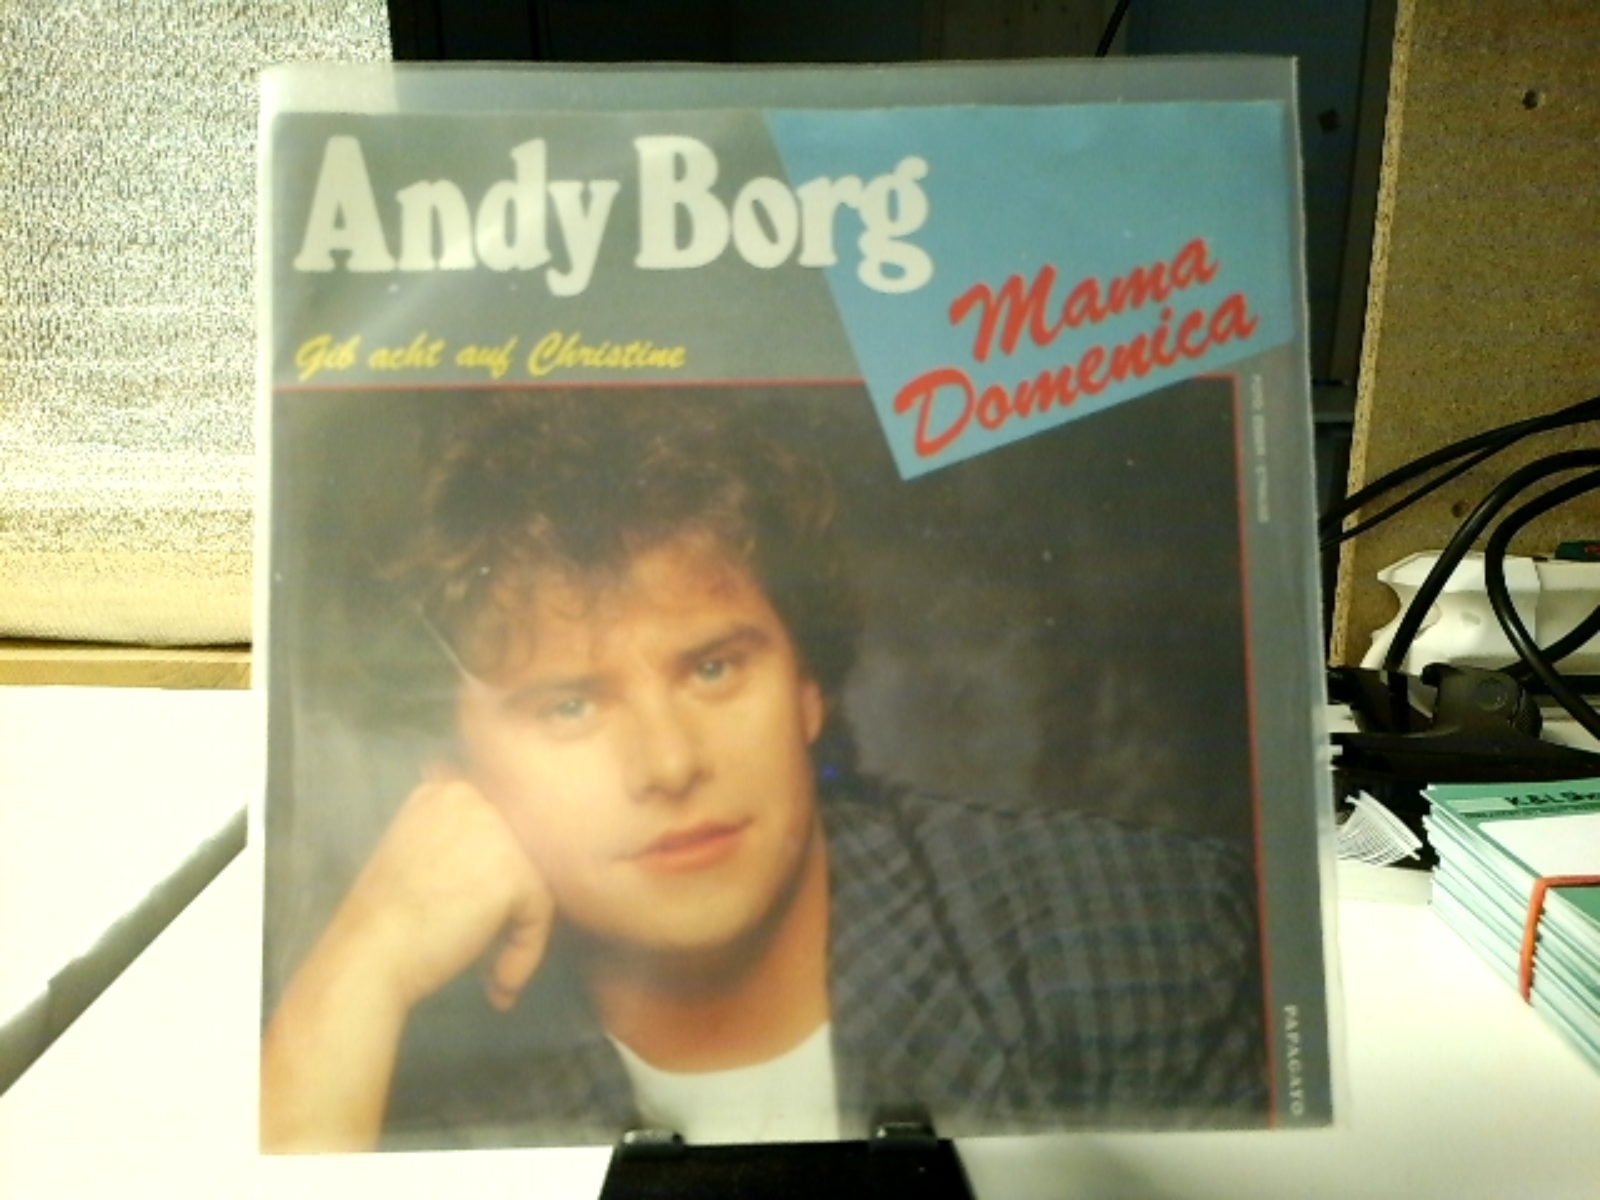 Andy Borg
Mama
Domenica
Gib acht auf Christine
PAPAGAYO
K & L